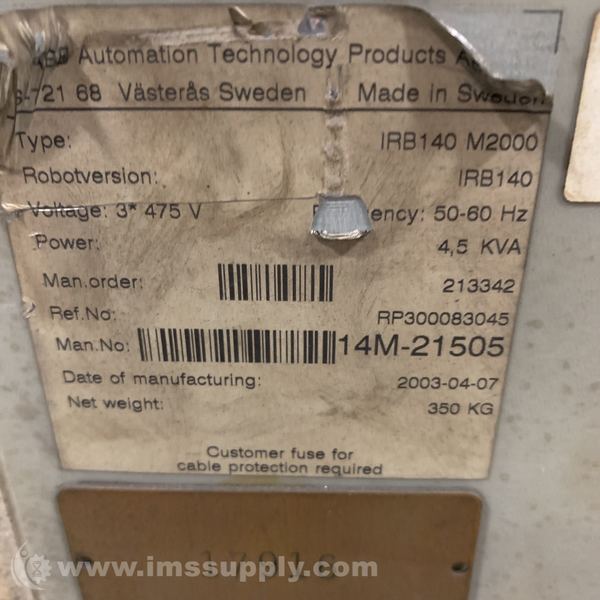 ABB Automation Technology Products
S-721 68 Västerås Sweden Made in Sweden
Type: IRB140 M2000
Robotversion: IRB140
Voltage: 3* 475 V 50-60 Hz
Power: 4,5 KVA
Man.order: 213342
Ref.No: RP300083045
Man.No: 14M-21505
Date of manufacturing: 2003-04-07
Net weight: 350 KG
Customer fuse for
cable protection required
www.imssupply.com